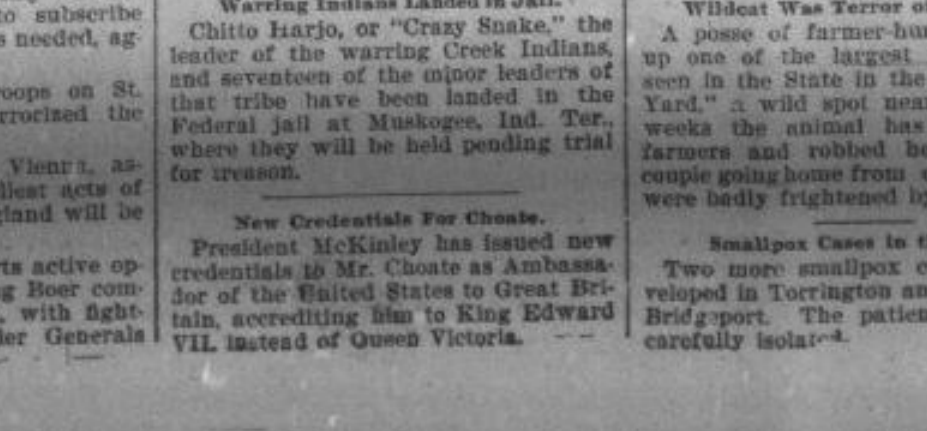 to subscribe
needed, ag-
troops on St.
terrorized the
Vienna, as-
acts of
will be
active op-
Boer com-
with fight-
Generals
Warring Indians Landed in Jail.
Chitto Harjo, or "Crazy Snake," the
leader of the warring Creek Indians,
and seventeen of the minor leaders of
that tribe have been landed in the
Federal jail at Muskogee, Ind. Ter.,
where they will be held pending trial
for treason.
New Credentials For Choate.
President McKinley has issued new
credentials to Mr. Choate as Ambassa-
dor of the United States to Great Bri-
tain, accrediting him to King Edward
VII. instead of Queen Victoria.
Wildcat Was Terror o
A posse of farmer-hu
up one of the largest
seen in the State in the
Yard," a wild spot nea
weeks the animal has
farmers and robbed
couple going home from
were badly frightened b
Smallpox Cases in
Two more smallpox c
veloped in Torrington an
Bridgeport. The patien
carefully isolated.